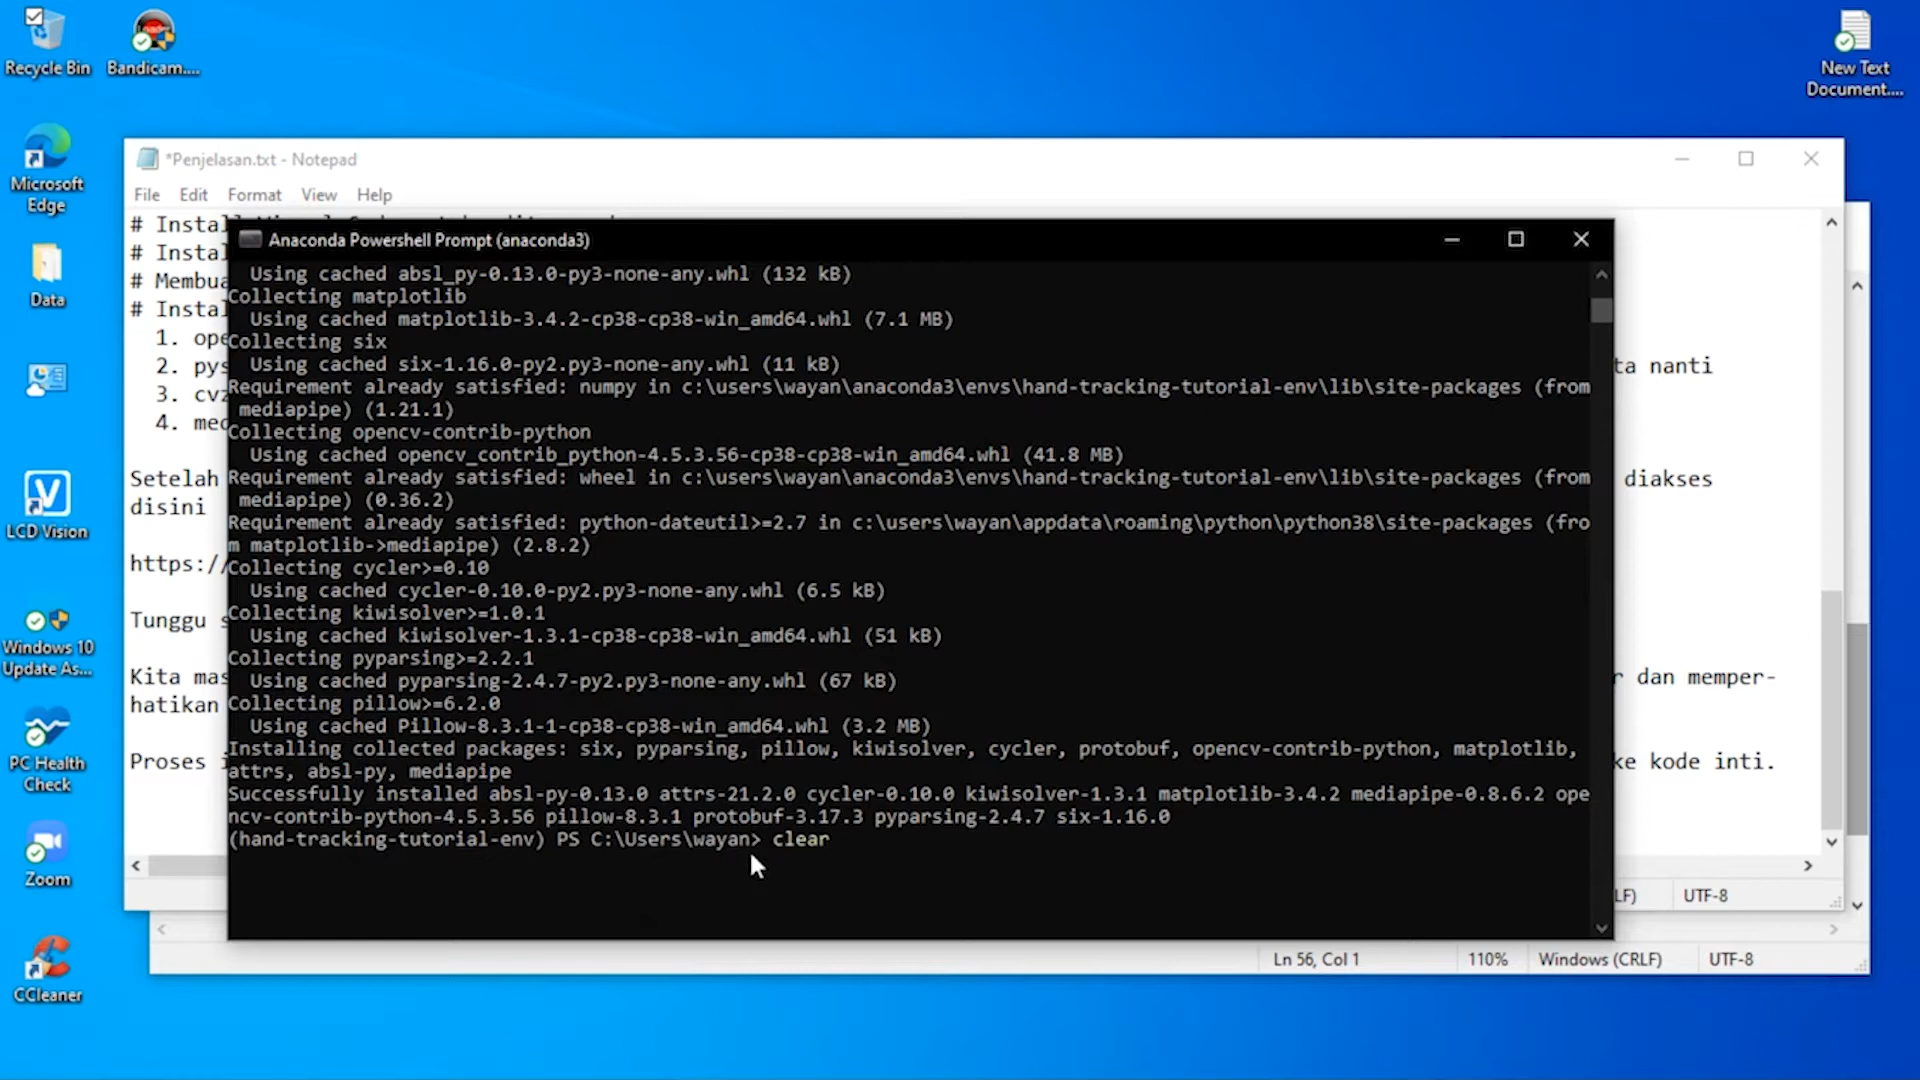 Recycle Bin
Bandicam....
New Text
Document....
Microsoft
Edge
Data
LCD Vision
Windows 10
Update As...
PC Health
Check
Zoom
CCleaner
*Penjelasan.txt - Notepad
File Edit Format View Help
# Instal
# Instal
# Membua
# Instal
1. ope
2. pys
ta nanti
3. cvz
4. med
Setelah
diakses
disini
https://
Tunggu s
Kita mas
r dan memper-
hatikan
Proses i
ke kode inti.
LF) UTF-8
Ln 56, Col 1 110% Windows (CRLF) UTF-8
Anaconda Powershell Prompt (anaconda3)
Using cached absl_py-0.13.0-py3-none-any.whl (132 kB)
Collecting matplotlib
Using cached matplotlib-3.4.2-cp38-cp38-win_amd64.whl (7.1 MB)
Collecting six
Using cached six-1.16.0-py2.py3-none-any.whl (11 kB)
Requirement already satisfied: numpy in c:\users\wayan\anaconda3\envs\hand-tracking-tutorial-env\lib\site-packages (from
mediapipe) (1.21.1)
Collecting opencv-contrib-python
Using cached opencv_contrib_python-4.5.3.56-cp38-cp38-win_amd64.whl (41.8 MB)
Requirement already satisfied: wheel in c:\users\wayan\anaconda3\envs\hand-tracking-tutorial-env\lib\site-packages (from
mediapipe) (0.36.2)
Requirement already satisfied: python-dateutil>=2.7 in c:\users\wayan\appdata\roaming\python\python38\site-packages (fro
m matplotlib->mediapipe) (2.8.2)
Collecting cycler>=0.10
Using cached cycler-0.10.0-py2.py3-none-any.whl (6.5 kB)
Collecting kiwisolver>=1.0.1
Using cached kiwisolver-1.3.1-cp38-cp38-win_amd64.whl (51 kB)
Collecting pyparsing>=2.2.1
Using cached pyparsing-2.4.7-py2.py3-none-any.whl (67 kB)
Collecting pillow>=6.2.0
Using cached Pillow-8.3.1-1-cp38-cp38-win_amd64.whl (3.2 MB)
Installing collected packages: six, pyparsing, pillow, kiwisolver, cycler, protobuf, opencv-contrib-python, matplotlib,
attrs, absl-py, mediapipe
Successfully installed absl-py-0.13.0 attrs-21.2.0 cycler-0.10.0 kiwisolver-1.3.1 matplotlib-3.4.2 mediapipe-0.8.6.2 ope
ncv-contrib-python-4.5.3.56 pillow-8.3.1 protobuf-3.17.3 pyparsing-2.4.7 six-1.16.0
(hand-tracking-tutorial-env) PS C:\Users\wayan> clear